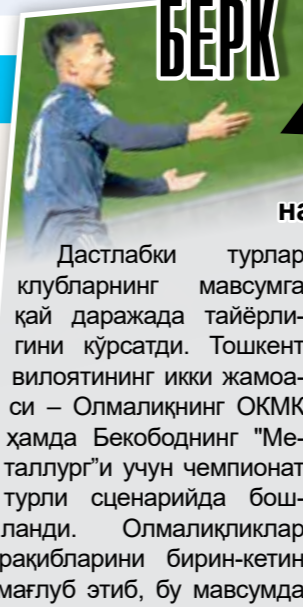 БЕРК
на
Дастлабки турлар
клубларнинг мавсумга
қай даражада тайёрли-
гини кўрсатди. Тошкент
вилоятининг икки жамоа-
си – Олмалиқнинг ОКМК
ҳамда Бекободнинг "Ме-
таллург”и учун чемпионат
турли сценарийда бош-
ланди. Олмалиқликлар
рақибларини бирин-кетин
мағлуб этиб, бу мавсумда